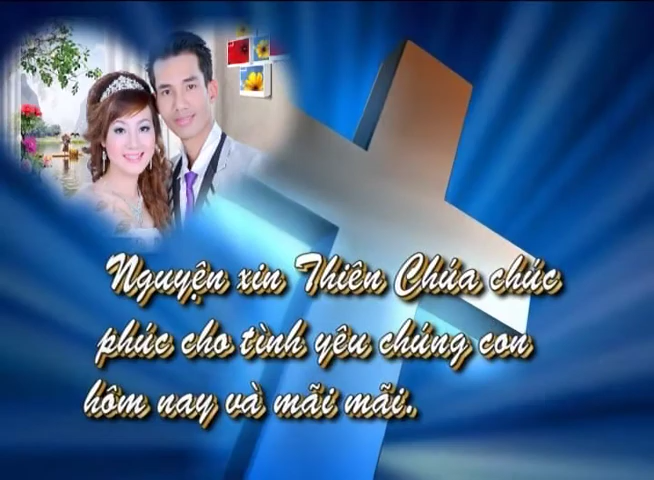 Nguyện xin Thiên Chúa chúc
phúc cho tình yêu chúng con
hôm nay và mãi mãi.